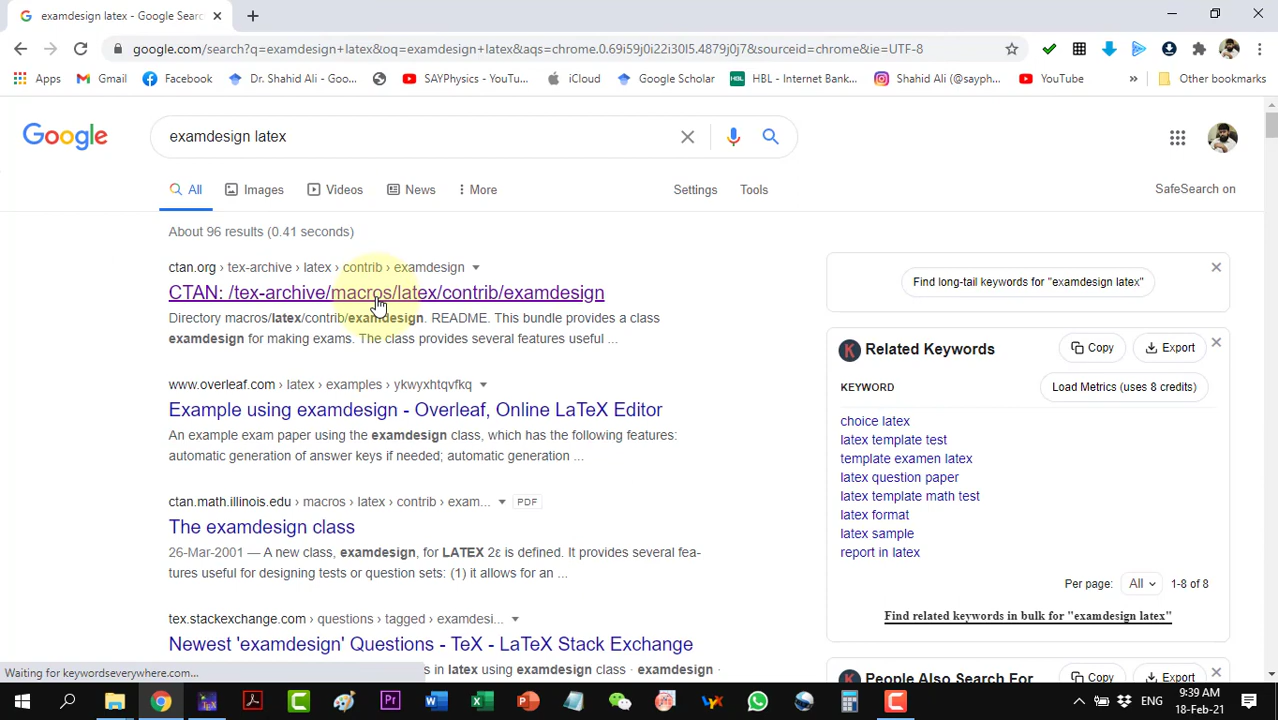 examdesign latex - Google Sear
google.com/search?q=examdesign+latex&oq=examdesign+latex&aqs=chrome.0.69i59j0i22i30l5.4879j0j7&sourceid=chrome&ie=UTF-8
Apps Gmail Facebook Dr. Shahid Ali - Goo... SAYPhysics - YouTu... iCloud Google Scholar HBL - Internet Bank... Shahid Ali (@sayph... YouTube » Other bookmarks
Google
examdesign latex
All Images Videos News More Settings Tools SafeSearch on
About 96 results (0.41 seconds)
ctan.org › tex-archive › latex › contrib › examdesign
CTAN: /tex-archive/macros/latex/contrib/examdesign
Directory macros/latex/contrib/examdesign. README. This bundle provides a class
examdesign for making exams. The class provides several features useful ...
www.overleaf.com › latex › examples › ykwyxhtqvfkq
Example using examdesign - Overleaf, Online LaTeX Editor
An example exam paper using the examdesign class, which has the following features:
automatic generation of answer keys if needed; automatic generation ...
ctan.math.illinois.edu › macros › latex › contrib › exam... PDF
The examdesign class
26-Mar-2001 — A new class, examdesign, for LATEX 2ε is defined. It provides several fea-
tures useful for designing tests or question sets: (1) it allows for an ...
tex.stackexchange.com › questions › tagged › examdesi...
Newest 'examdesign' Questions - TeX - LaTeX Stack Exchange
s in latex using examdesign class · examdesign
Find long-tail keywords for "examdesign latex"
K Related Keywords Copy Export
KEYWORD Load Metrics (uses 8 credits)
choice latex
latex template test
template examen latex
latex question paper
latex template math test
latex format
latex sample
report in latex
Per page: All 1-8 of 8
Find related keywords in bulk for "examdesign latex"
K People Also Search For Copy Export
Waiting for keywordseverywhere.com...
9:39 AM
18-Feb-21